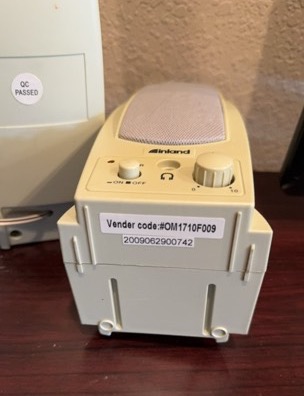 QC
PASSED
inland
ON OFF
0 10
Vender code:#OM1710F009
2009062900742